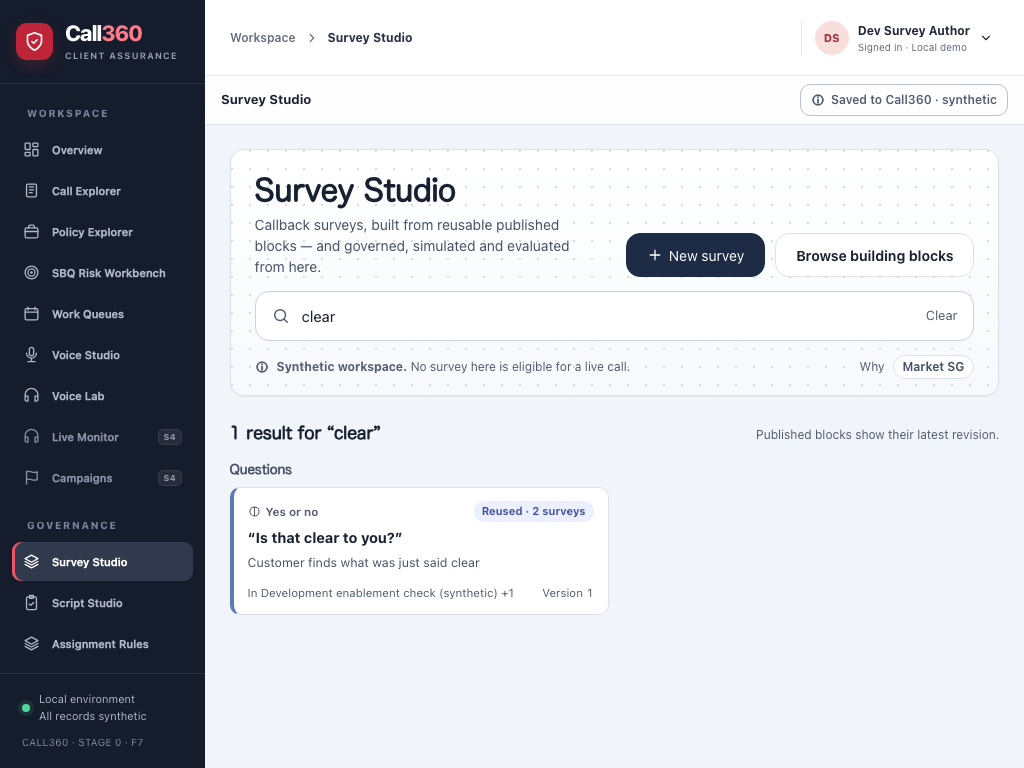 Call360
CLIENT ASSURANCE
WORKSPACE
Overview
Call Explorer
Policy Explorer
SBQ Risk Workbench
Work Queues
Voice Studio
Voice Lab
Live Monitor S4
Campaigns S4
GOVERNANCE
Survey Studio
Script Studio
Assignment Rules
Local environment
All records synthetic
CALL360 · STAGE 0 · F7
Workspace > Survey Studio
DS
Dev Survey Author
Signed in · Local demo
Survey Studio
Saved to Call360 · synthetic
Survey Studio
Callback surveys, built from reusable published
blocks — and governed, simulated and evaluated
from here.
+ New survey
Browse building blocks
clear
Clear
Synthetic workspace. No survey here is eligible for a live call.
Why Market SG
1 result for “clear”
Published blocks show their latest revision.
Questions
Yes or no
Reused · 2 surveys
“Is that clear to you?”
Customer finds what was just said clear
In Development enablement check (synthetic) +1
Version 1